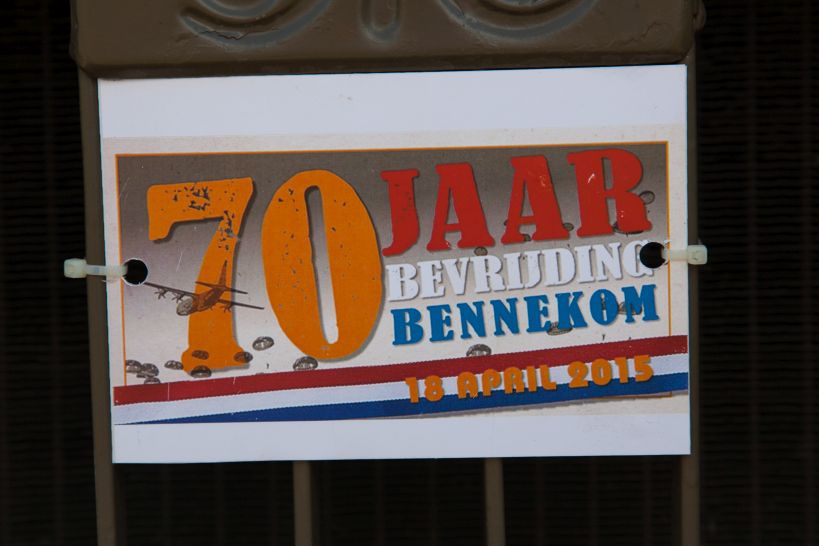 70 JAAR
BEVRIJDING
BENNEKOM
18 APRIL 2015